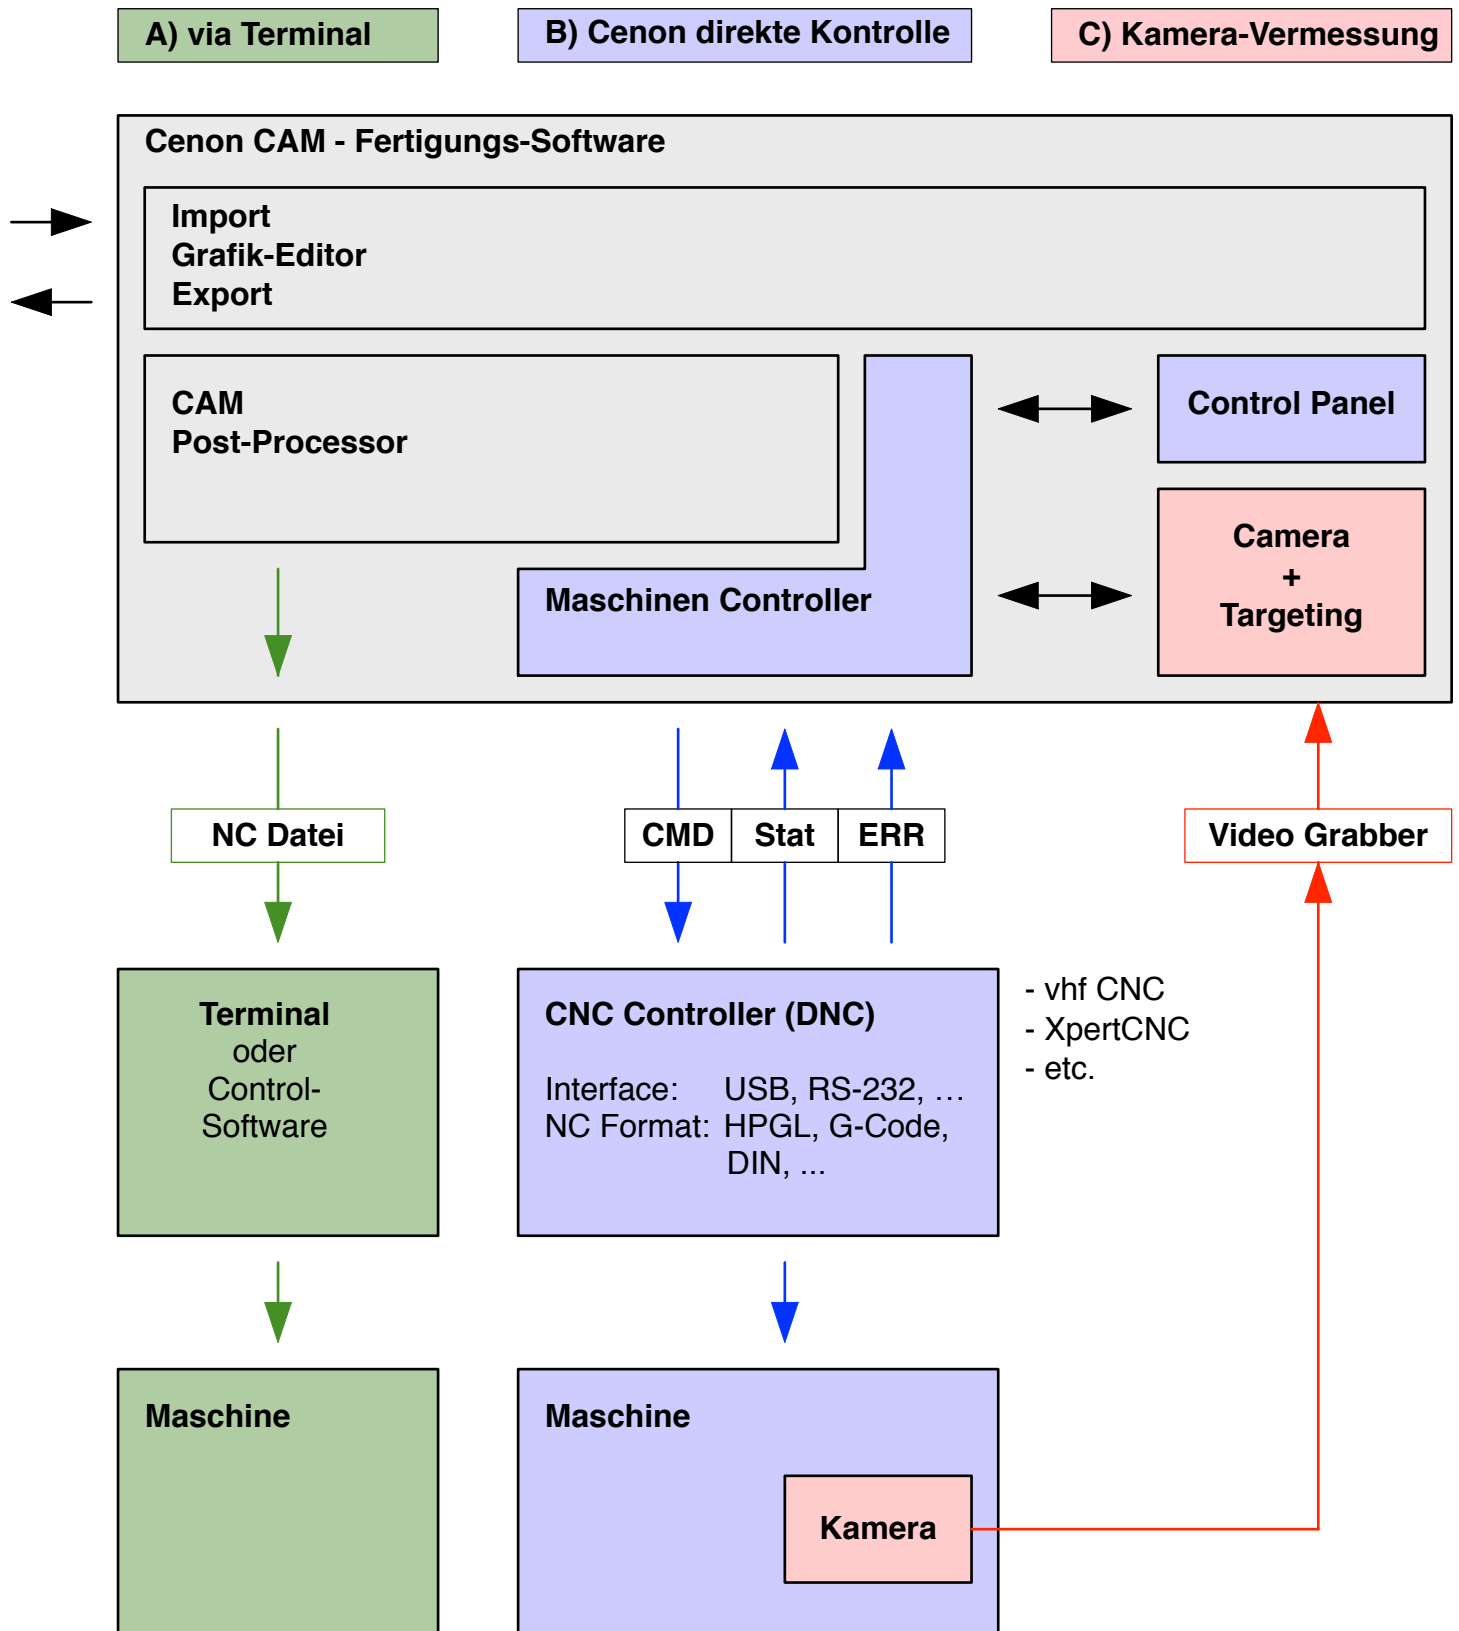 A) via Terminal
B) Cenon direkte Kontrolle
C) Kamera-Vermessung
Cenon CAM - Fertigungs-Software
Import
Grafik-Editor
Export
CAM
Post-Processor
Control Panel
Camera
+
Targeting
Maschinen Controller
NC Datei
CMD
Stat
ERR
Video Grabber
Terminal
oder
Control-
Software
CNC Controller (DNC)
Interface: USB, RS-232, …
NC Format: HPGL, G-Code,
DIN, ...
- vhf CNC
- XpertCNC
- etc.
Maschine
Maschine
Kamera